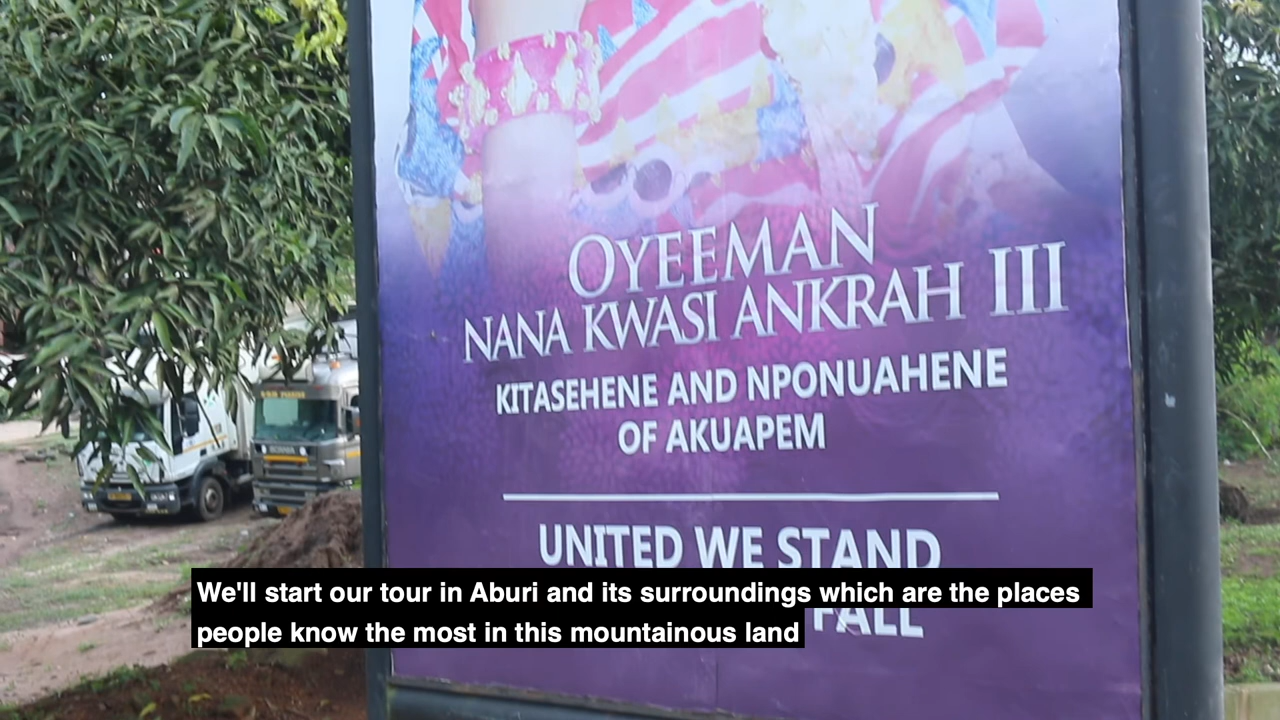 OYEEMAN
NANA KWASI ANKRAH III
KITASEHENE AND NPONUAHENE
OF AKUAPEM
UNITED WE STAND
FALL
We'll start our tour in Aburi and its surroundings which are the places
people know the most in this mountainous land
SCANIA